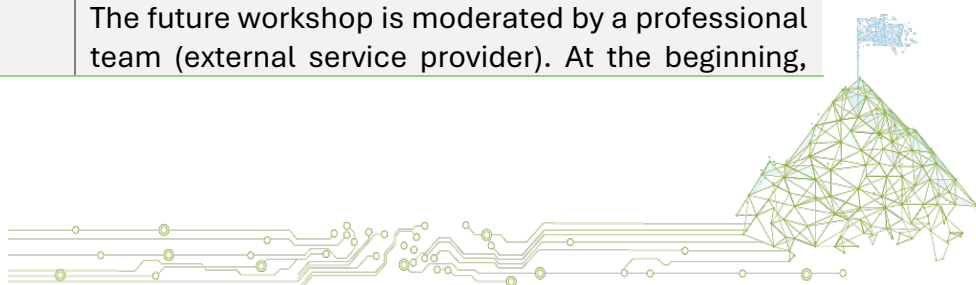 The future workshop is moderated by a professional
team (external service provider). At the beginning,